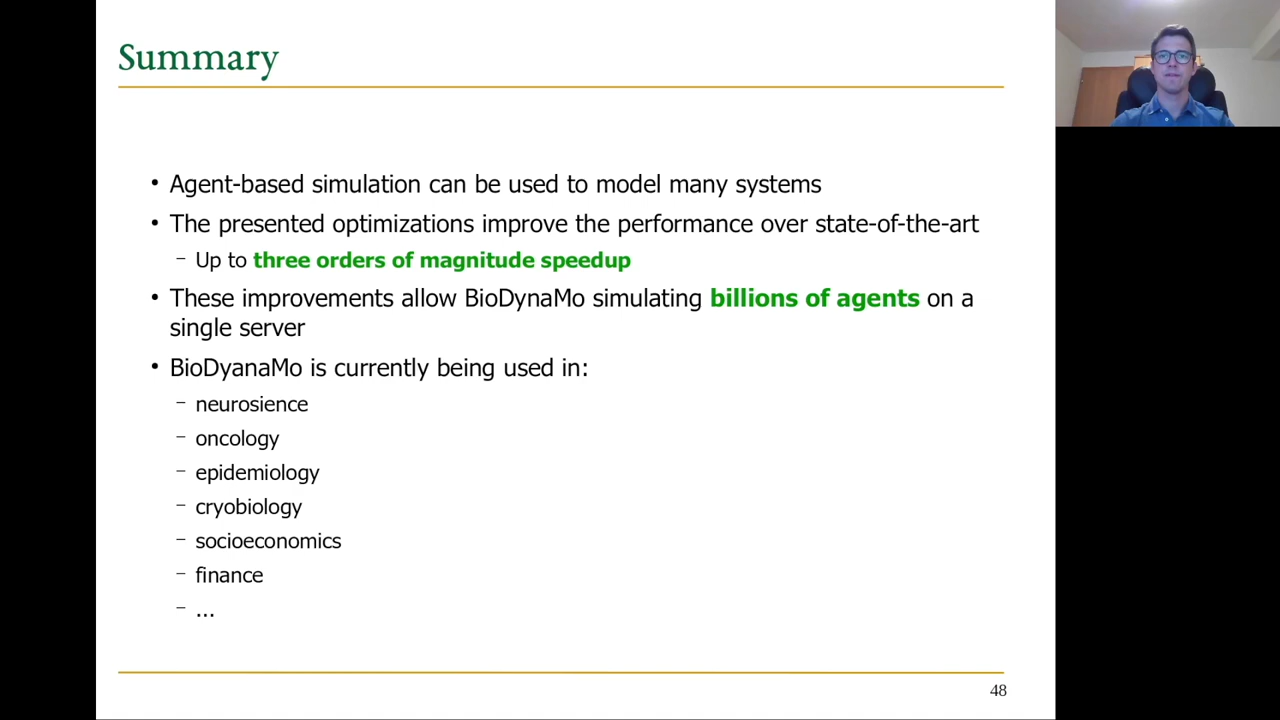 Summary
• Agent-based simulation can be used to model many systems
• The presented optimizations improve the performance over state-of-the-art
– Up to three orders of magnitude speedup
• These improvements allow BioDynaMo simulating billions of agents on a
single server
• BioDyanaMo is currently being used in:
– neurosience
– oncology
– epidemiology
– cryobiology
– socioeconomics
– finance
– ...
48